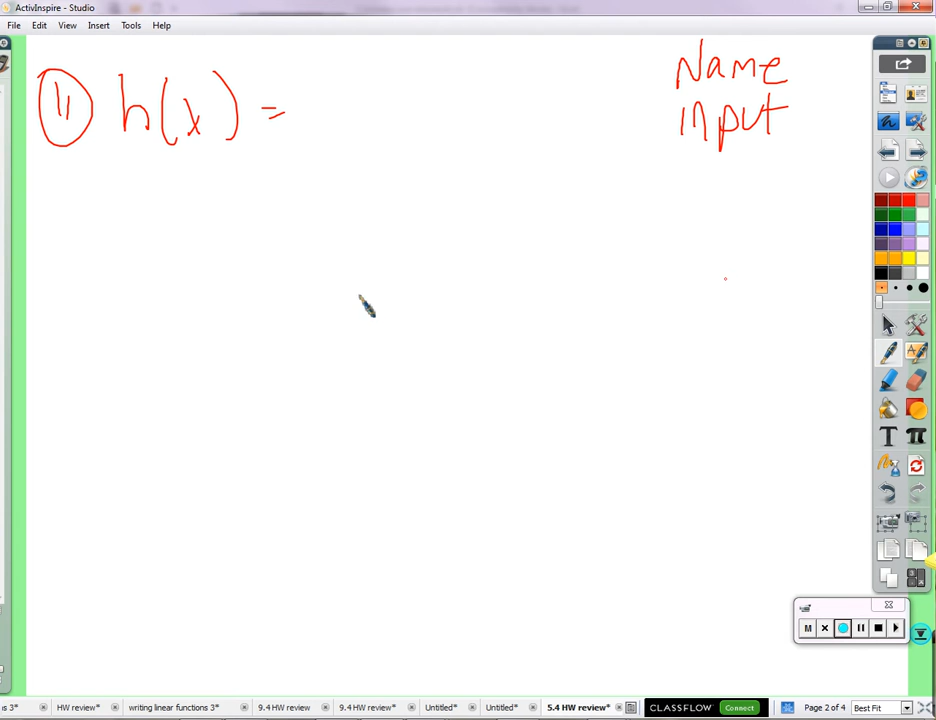 ActivInspire - Studio
File Edit View Insert Tools
Name
11 h(x) =
input
M
is 3* HW review* writing linear functions 3* 9.4 HW review 9.4 HW review* Untitled* Untitled* 5.4 HW review* CLASSFLOW Connect Page 2 of 4 Best Fit